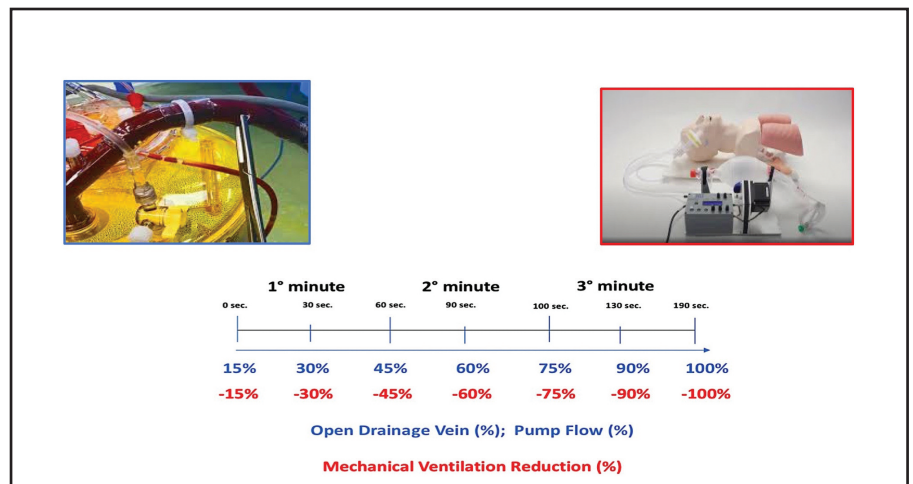 1° minute 2° minute 3° minute
0 sec. 30 sec. 60 sec. 90 sec. 100 sec. 130 sec. 190 sec.
15% 30% 45% 60% 75% 90% 100%
-15% -30% -45% -60% -75% -90% -100%
Open Drainage Vein (%); Pump Flow (%)
Mechanical Ventilation Reduction (%)